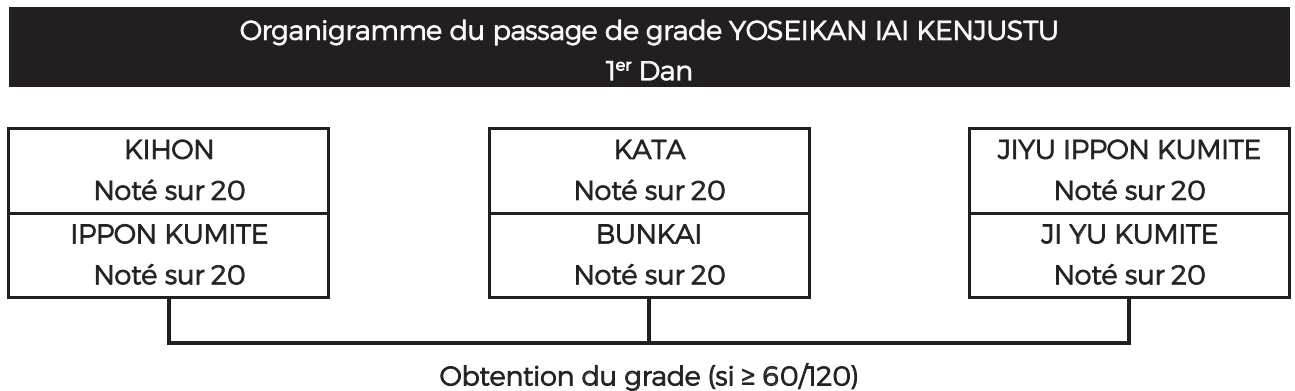 Organigramme du passage de grade YOSEIKAN IAI KENJUSTU
1er Dan
KIHON
Noté sur 20
IPPON KUMITE
Noté sur 20
KATA
Noté sur 20
BUNKAI
Noté sur 20
JIYU IPPON KUMITE
Noté sur 20
JI YU KUMITE
Noté sur 20
Obtention du grade (si ≥ 60/120)